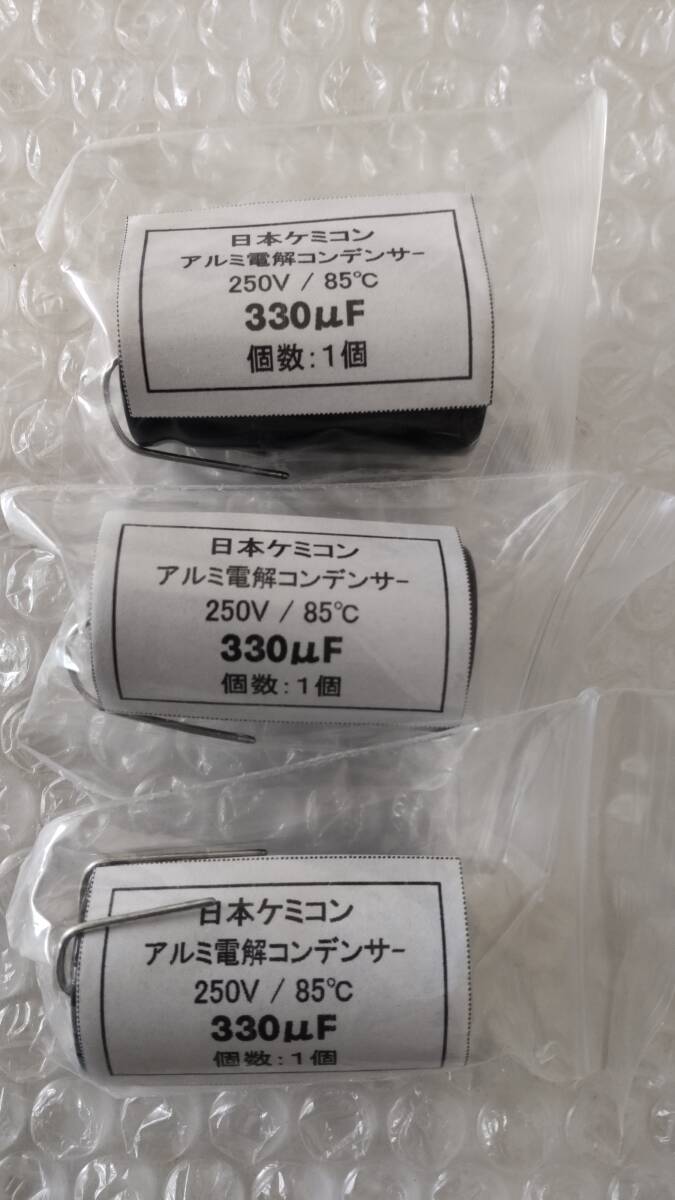 日本ケミコン
アルミ電解コンデンサー
250V / 85℃
330μF
個数:1個
日本ケミコン
アルミ電解コンデンサー
250V / 85℃
330μF
個数:1個
日本ケミコン
アルミ電解コンデンサー
250V / 85℃
330μF
個数:1個